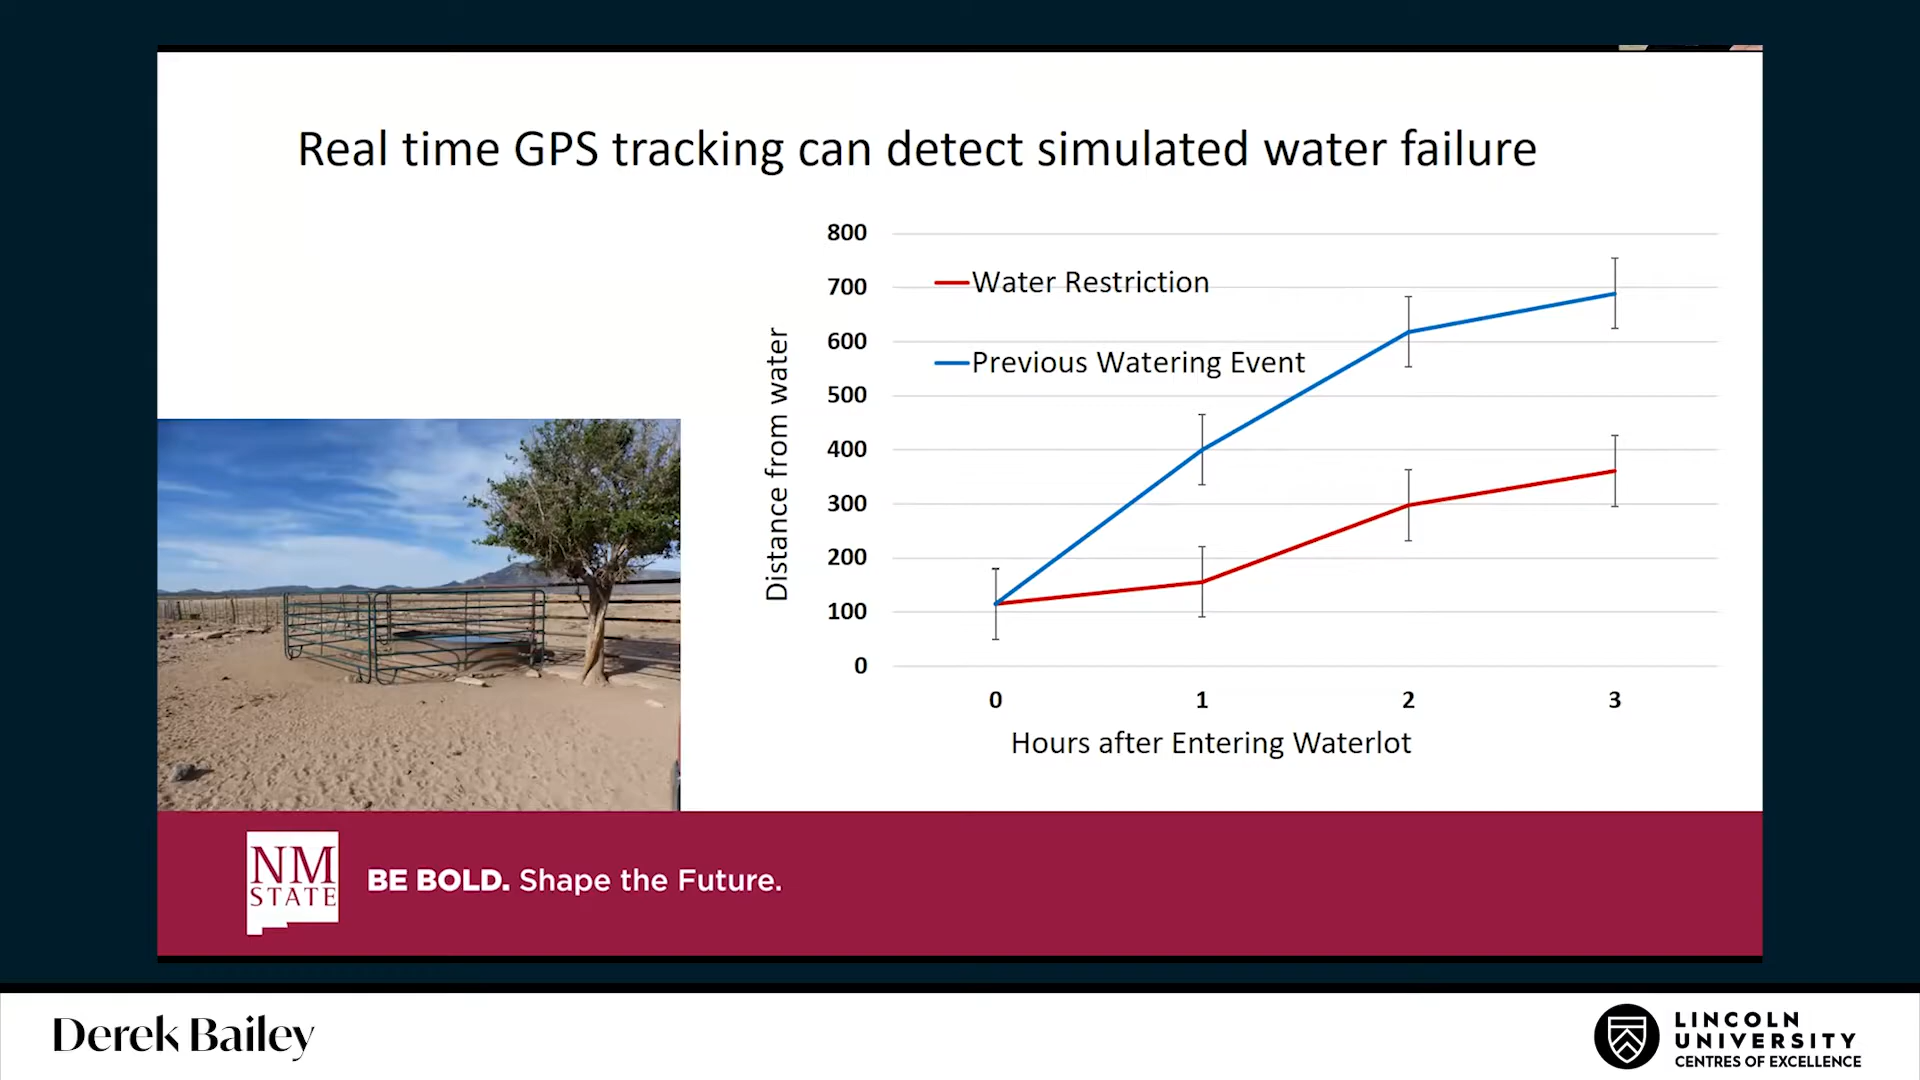 Real time GPS tracking can detect simulated water failure
800
700
600
500
400
300
200
100
0
Distance from water
Water Restriction
Previous Watering Event
0 1 2 3
Hours after Entering Waterlot
NM
STATE
BE BOLD. Shape the Future.
Derek Bailey
LINCOLN
UNIVERSITY
CENTRES OF EXCELLENCE